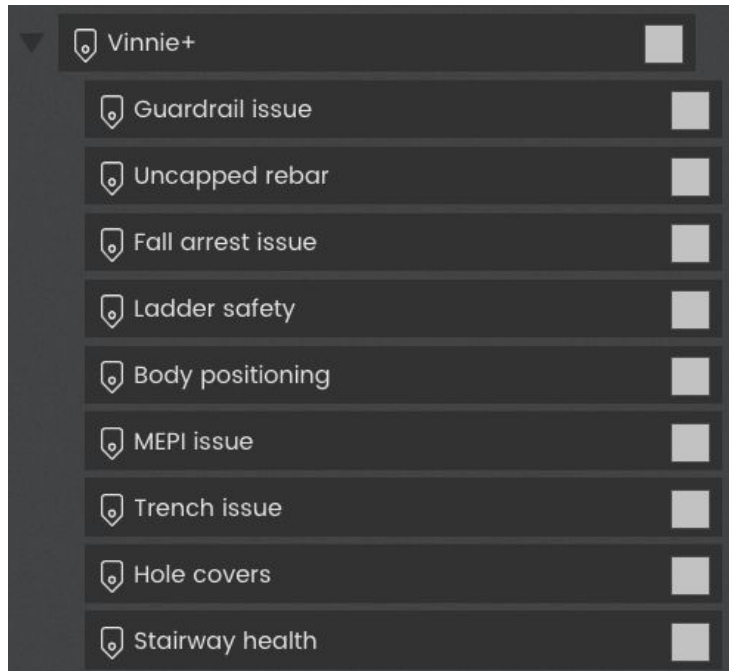 Vinnie+
Guardrail issue
Uncapped rebar
Fall arrest issue
Ladder safety
Body positioning
MEPI issue
Trench issue
Hole covers
Stairway health